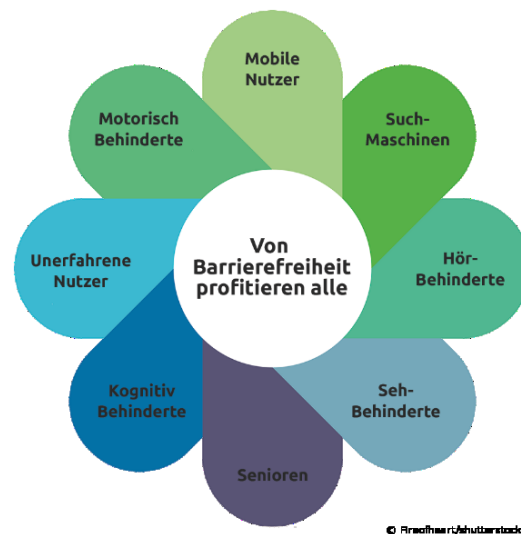 Von
Barrierefreiheit
profitieren alle
Mobile
Nutzer
Such-
Maschinen
Hör-
Behinderte
Seh-
Behinderte
Senioren
Kognitiv
Behinderte
Unerfahrene
Nutzer
Motorisch
Behinderte
© Fireofheart/shutterstock